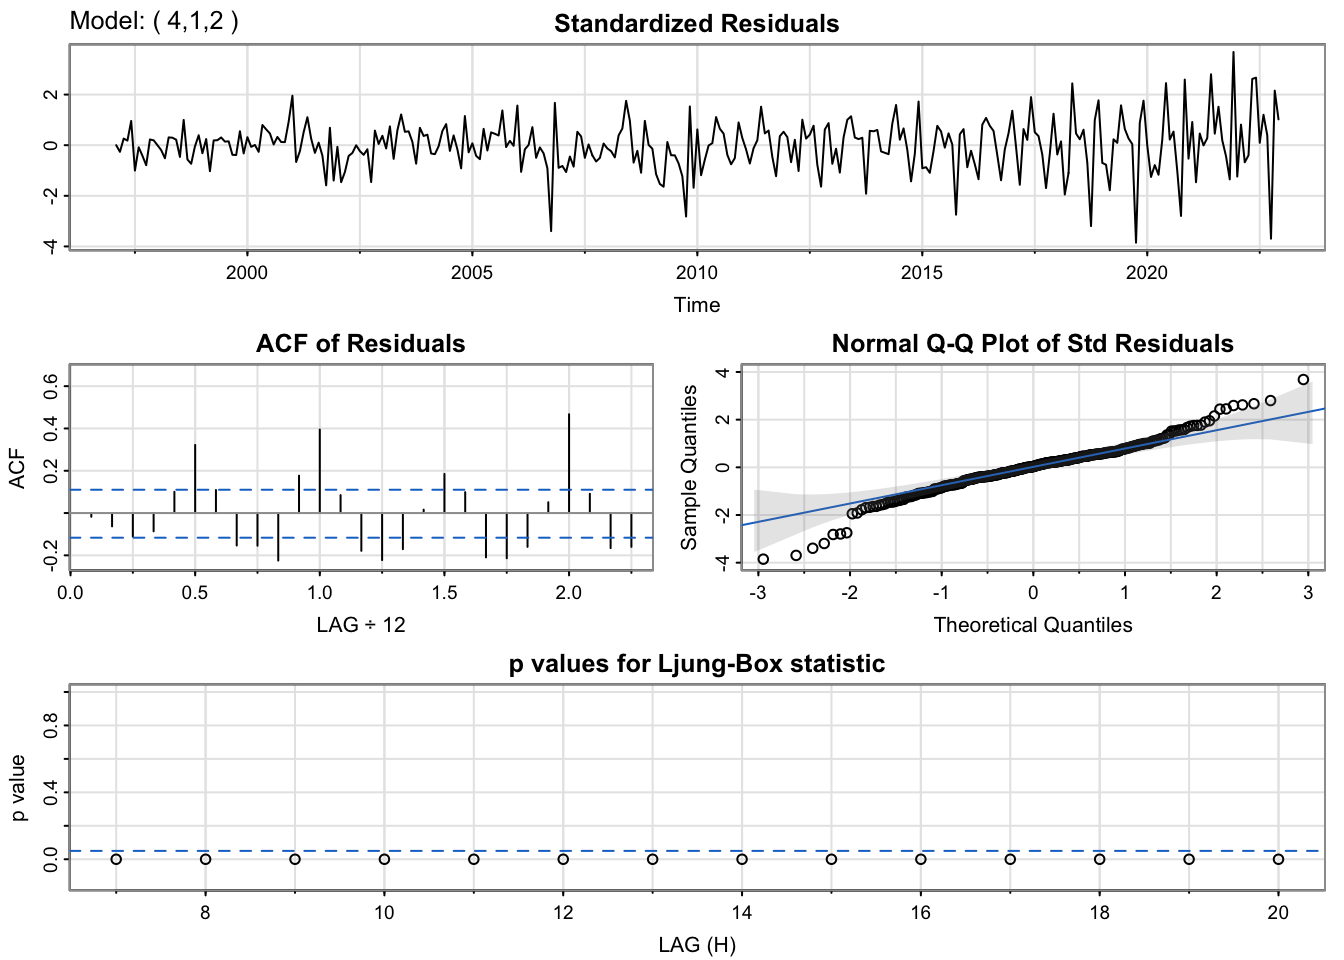 Model: ( 4,1,2 )
Standardized Residuals
2
0
-2
-4
2000 2005 2010 2015 2020
Time
ACF of Residuals
ACF
0.6
0.4
0.2
-0.2
0.0 0.5 1.0 1.5 2.0
LAG ÷ 12
Normal Q-Q Plot of Std Residuals
Sample Quantiles
4
2
0
-2
-4
-3 -2 -1 0 1 2 3
Theoretical Quantiles
p values for Ljung-Box statistic
p value
0.8
0.4
0.0
8 10 12 14 16 18 20
LAG (H)